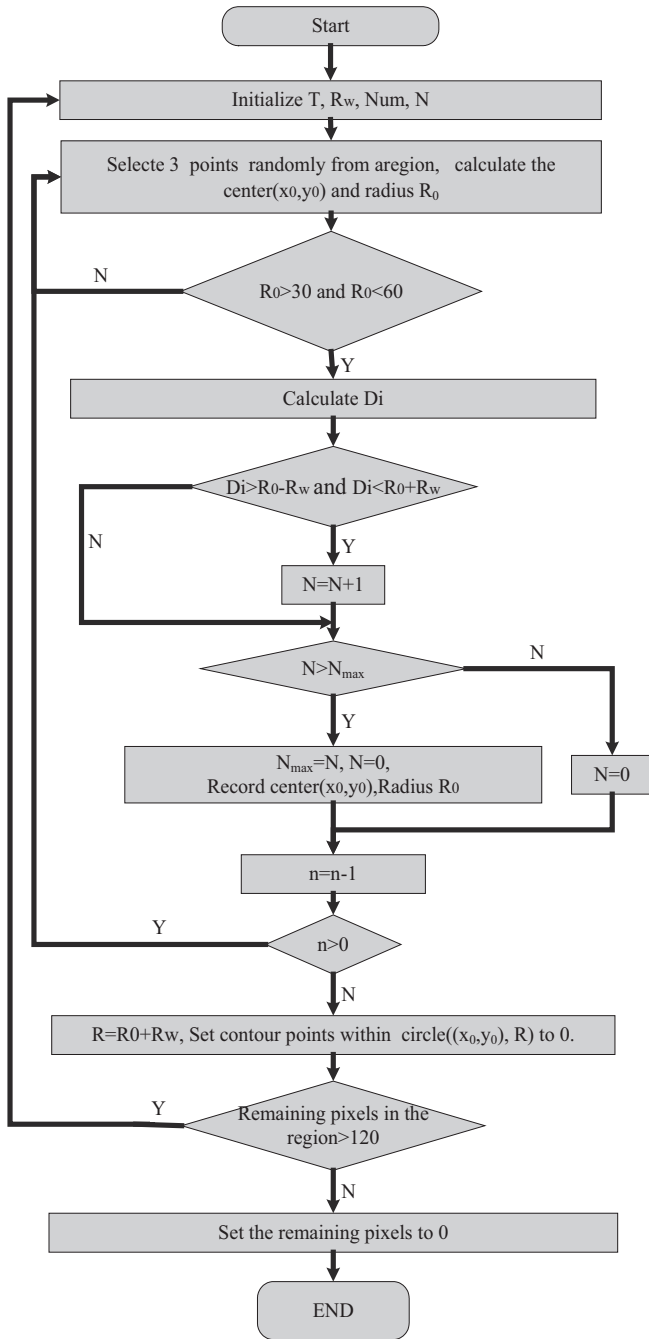 Start
Initialize T, Rw, Num, N
Selecte 3 points randomly from aregion, calculate the
center(x0,y0) and radius R₀
N
R0>30 and R0<60
Y
Calculate Di
Di>R0-Rw and Di<R0+Rw
N
Y
N=N+1
N>Nmax
N
Y
Nmax=N, N=0,
Record center(x0,y0),Radius R0
N=0
n=n-1
Y
n>0
N
R=R0+Rw, Set contour points within circle((x₀,y₀), R) to 0.
Y
Remaining pixels in the
region>120
N
Set the remaining pixels to 0
END